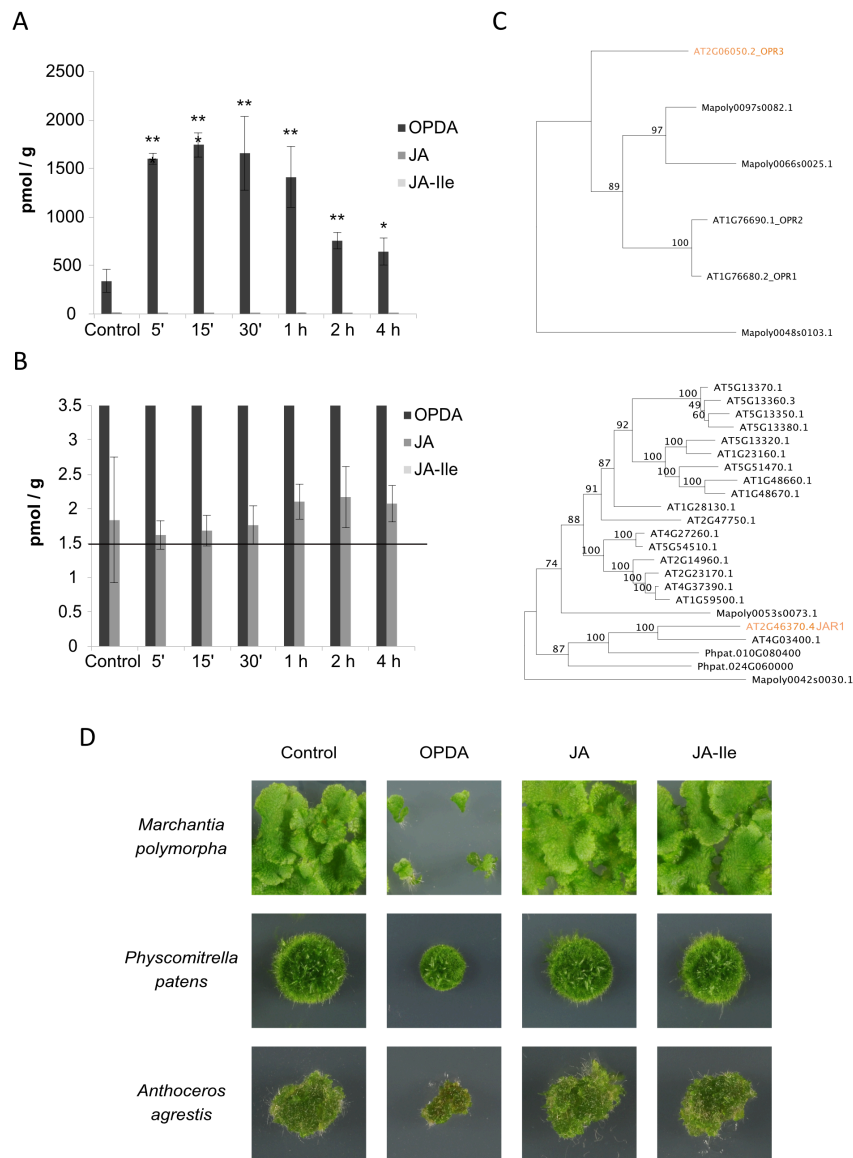 A
2500
2000
1500
1000
500
0
pmol / g
** * ** * ** ** ** *
OPDA
JA
JA-Ile
Control 5' 15' 30' 1 h 2 h 4 h
B
3.5
3
2.5
2
1.5
1
0.5
0
pmol / g
OPDA
JA
JA-Ile
Control 5' 15' 30' 1 h 2 h 4 h
C
AT2G06050.2_OPR3
Mapoly0097s0082.1
97
Mapoly0066s0025.1
89
AT1G76690.1_OPR2
100
AT1G76680.2_OPR1
Mapoly0048s0103.1
AT5G13370.1
100
AT5G13360.3
49
AT5G13350.1
60
AT5G13380.1
92
AT5G13320.1
100
AT1G23160.1
100
AT5G51470.1
87
AT1G48660.1
100
AT1G48670.1
91
AT1G28130.1
AT2G47750.1
88
AT4G27260.1
100
AT5G54510.1
100
AT2G14960.1
100
AT2G23170.1
74
AT4G37390.1
100
100
AT1G59500.1
Mapoly0053s0073.1
AT2G46370.4JAR1
100
AT4G03400.1
100
Phpat.010G080400
87
Phpat.024G060000
Mapoly0042s0030.1
D
Control OPDA JA JA-Ile
Marchantia
polymorpha
Physcomitrella
patens
Anthoceros
agrestis